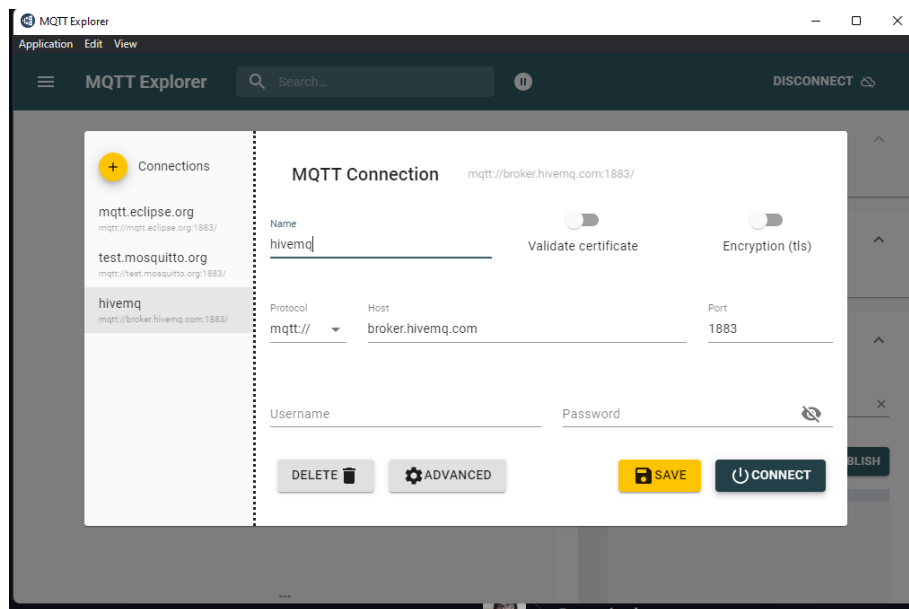 MQTT Explorer
Application Edit View
MQTT Explorer
Search...
DISCONNECT
+ Connections
mqtt.eclipse.org
mqtt://mqtt.eclipse.org:1883/
test.mosquitto.org
mqtt://test.mosquitto.org:1883/
hivemq
mqtt://broker.hivemq.com:1883/
MQTT Connection mqtt://broker.hivemq.com:1883/
Name
hivemq
Validate certificate
Encryption (tls)
Protocol Host Port
mqtt:// broker.hivemq.com 1883
Username Password
DELETE ADVANCED SAVE CONNECT
BLISH
...